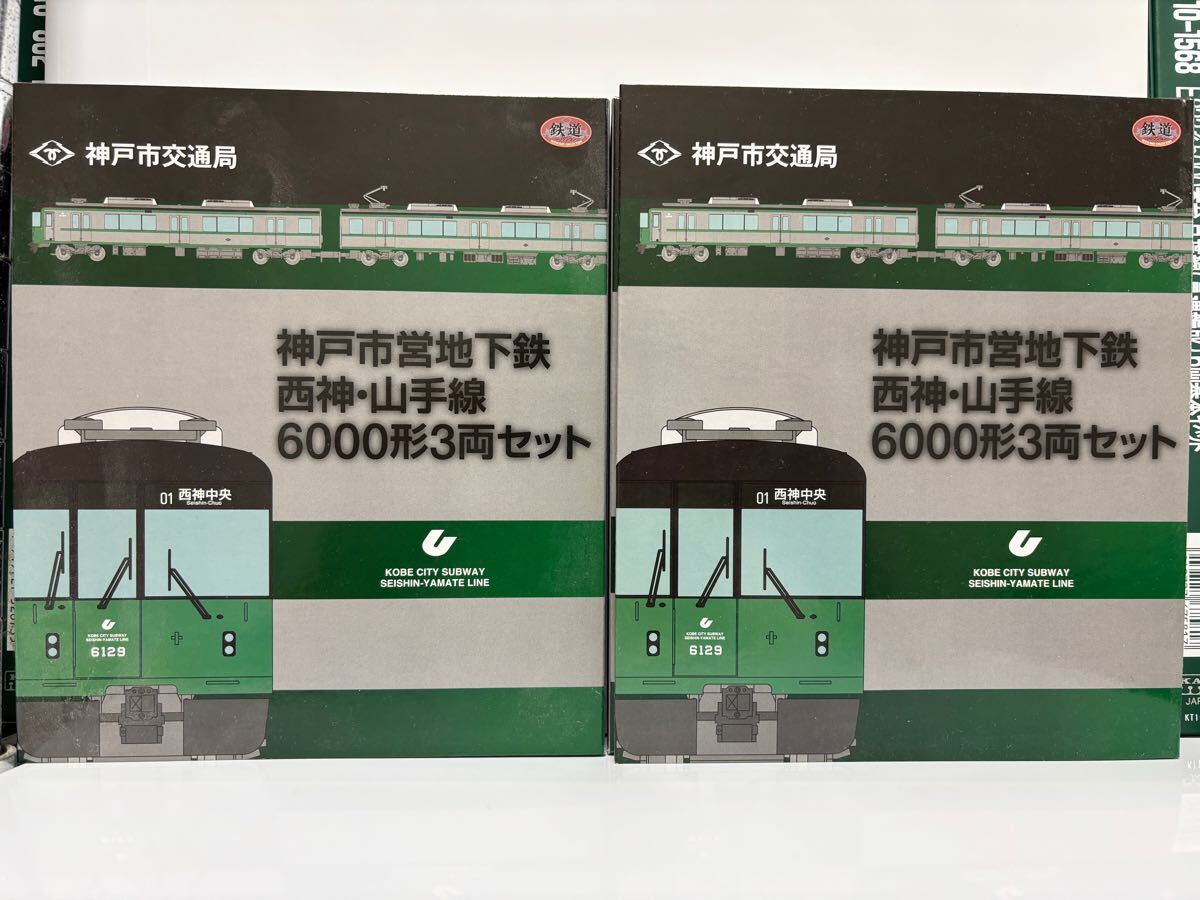 神戸市交通局
鉄道
神戸市営地下鉄
西神・山手線
6000形3両セット
01 西神中央
Seishin-Chuo
KOBE CITY SUBWAY
SEISHIN-YAMATE LINE
KOBE CITY SUBWAY
SEISHIN-YAMATE LINE
6129
神戸市交通局
鉄道
神戸市営地下鉄
西神・山手線
6000形3両セット
01 西神中央
Seishin-Chuo
KOBE CITY SUBWAY
SEISHIN-YAMATE LINE
KOBE CITY SUBWAY
SEISHIN-YAMATE LINE
6129
10-1568